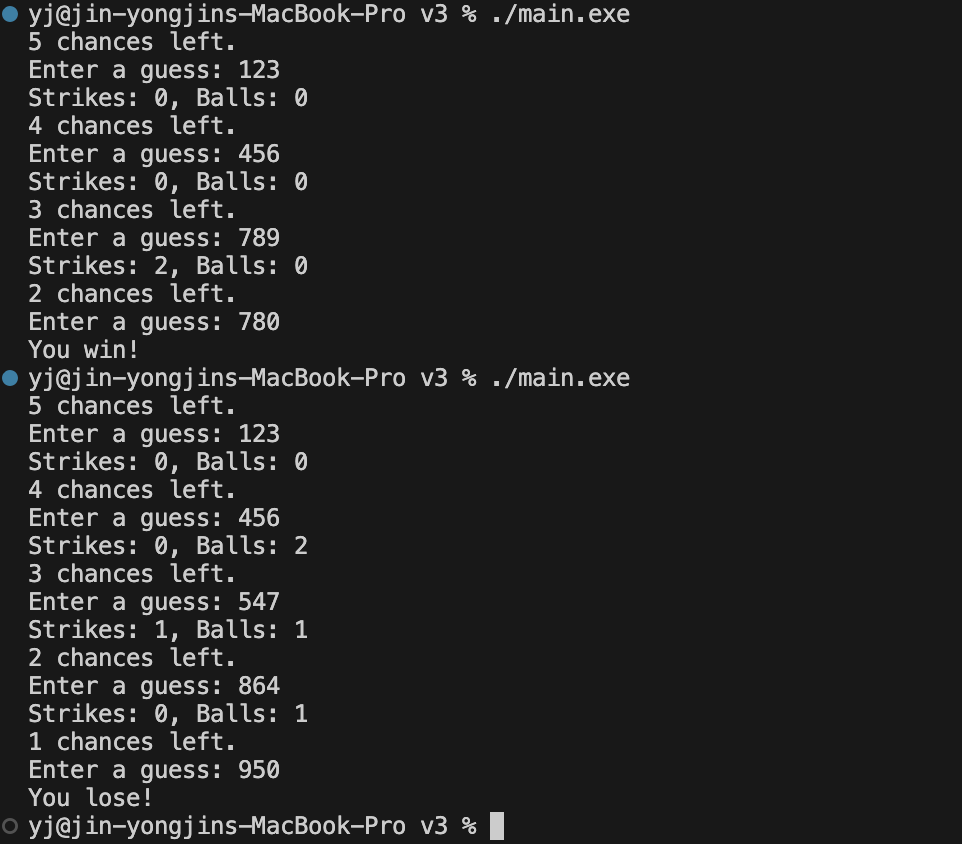 yj@jin-yongjins-MacBook-Pro v3 % ./main.exe
5 chances left.
Enter a guess: 123
Strikes: 0, Balls: 0
4 chances left.
Enter a guess: 456
Strikes: 0, Balls: 0
3 chances left.
Enter a guess: 789
Strikes: 2, Balls: 0
2 chances left.
Enter a guess: 780
You win!
yj@jin-yongjins-MacBook-Pro v3 % ./main.exe
5 chances left.
Enter a guess: 123
Strikes: 0, Balls: 0
4 chances left.
Enter a guess: 456
Strikes: 0, Balls: 2
3 chances left.
Enter a guess: 547
Strikes: 1, Balls: 1
2 chances left.
Enter a guess: 864
Strikes: 0, Balls: 1
1 chances left.
Enter a guess: 950
You lose!
yj@jin-yongjins-MacBook-Pro v3 %